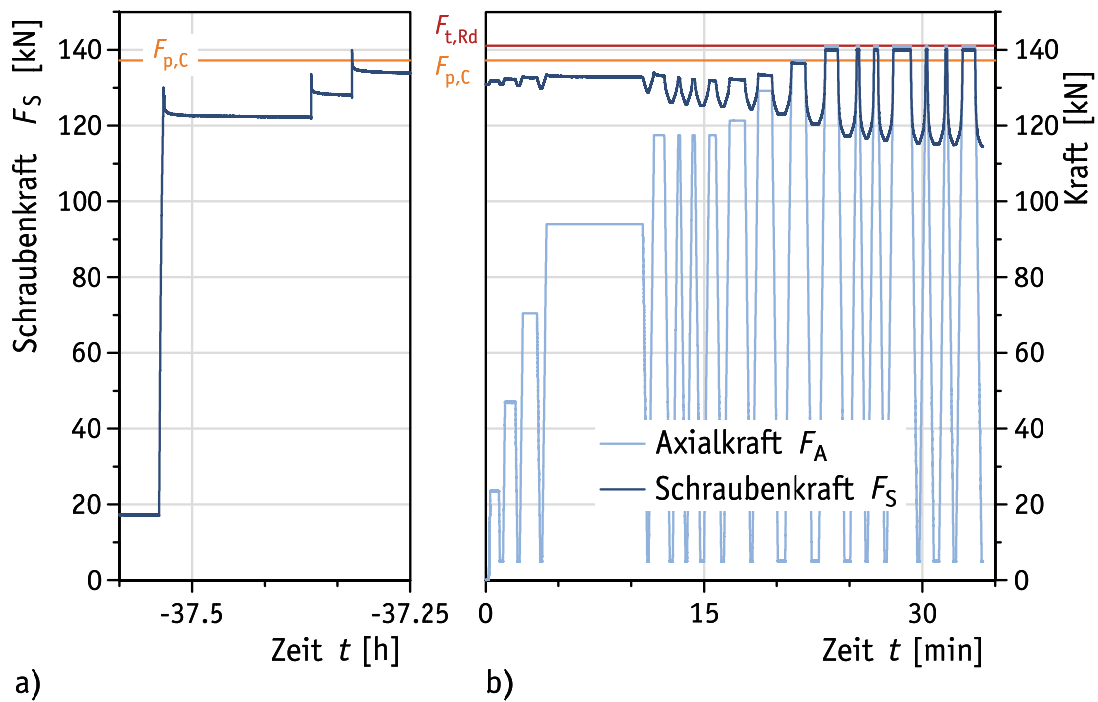 Schraubenkraft F_S [kN]
140
120
100
80
60
40
20
0
F_p,C
-37.5
-37.25
Zeit t [h]
a)
F_t,Rd
F_p,C
Axialkraft F_A
Schraubenkraft F_S
0
15
30
Zeit t [min]
b)
140
120
100
80
60
40
20
0
Kraft [kN]